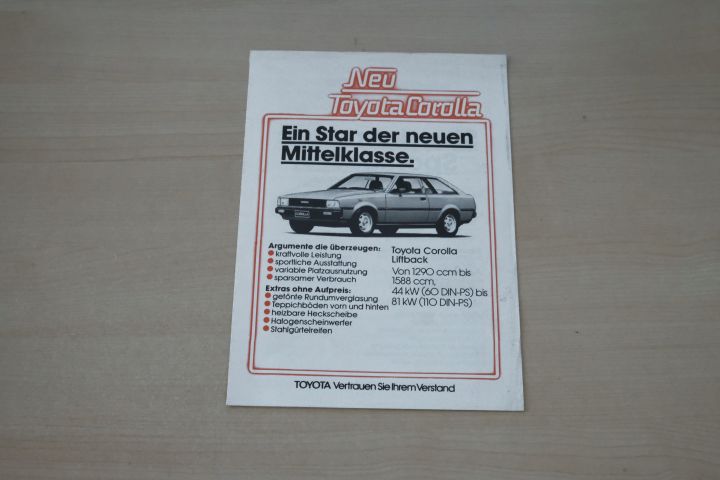 Neu
Toyota Corolla
Ein Star der neuen
Mittelklasse.
Argumente die überzeugen:
kraftvolle Leistung
sportliche Ausstattung
variable Platzausnutzung
sparsamer Verbrauch
Extras ohne Aufpreis:
getönte Rundumverglasung
Teppichböden vorn und hinten
heizbare Heckscheibe
Halogenscheinwerfer
Stahlgürtelreifen
Toyota Corolla
Liftback
Von 1290 ccm bis
1588 ccm,
44 kW (60 DIN-PS) bis
81 kW (110 DIN-PS)
TOYOTA Vertrauen Sie Ihrem Verstand